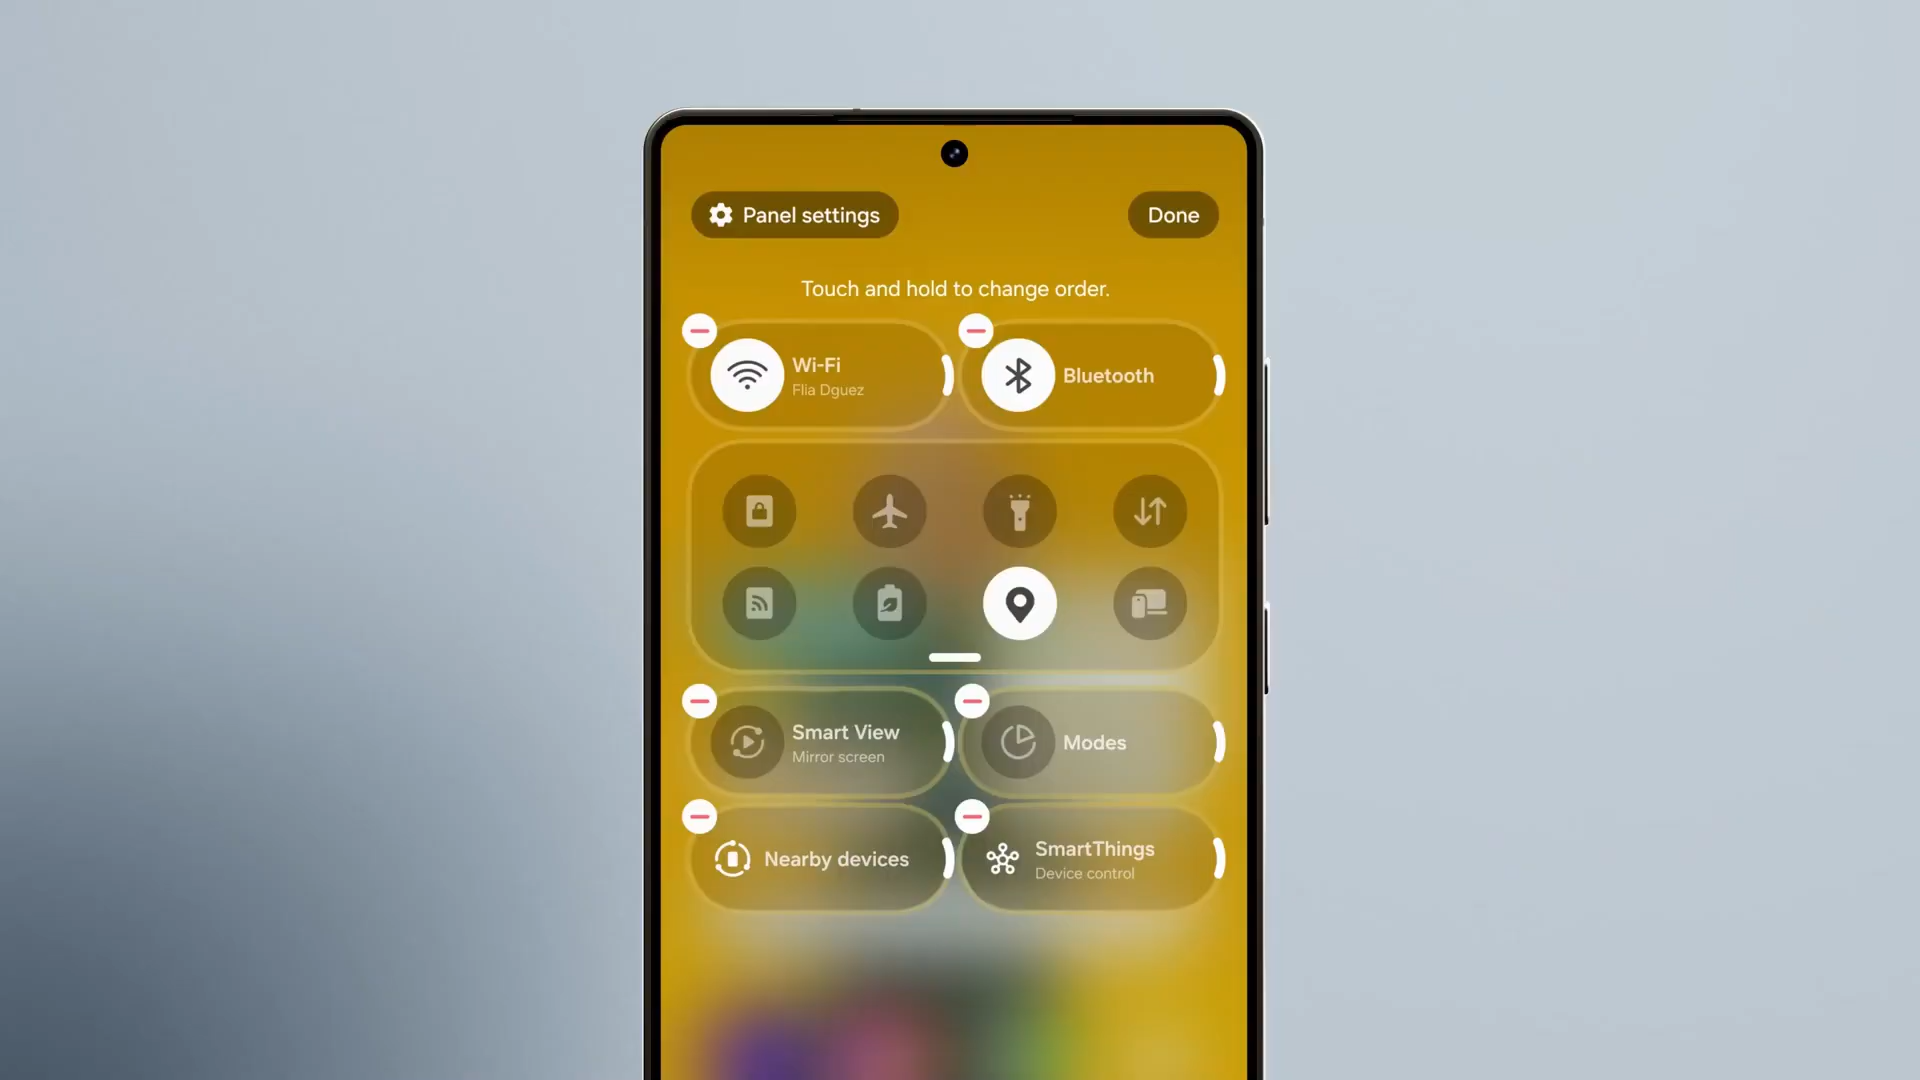 Panel settings
Done
Touch and hold to change order.
Wi-Fi
Flia Dguez
Bluetooth
Smart View
Mirror screen
Modes
Nearby devices
SmartThings
Device control